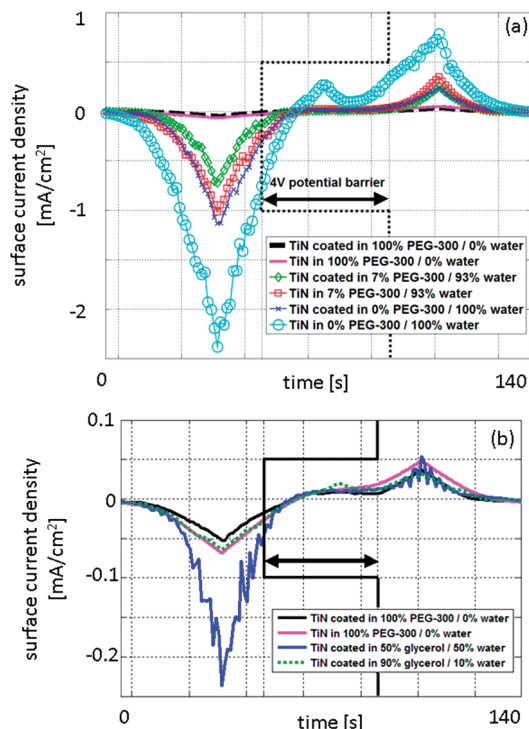 1
(a)
surface current density
[mA/cm²]
0
-1
-2
4V potential barrier
TiN coated in 100% PEG-300 / 0% water
TiN in 100% PEG-300 / 0% water
TiN coated in 7% PEG-300 / 93% water
TiN in 7% PEG-300 / 93% water
TiN coated in 0% PEG-300 / 100% water
TiN in 0% PEG-300 / 100% water
0
time [s]
140
0.1
(b)
surface current density
[mA/cm²]
0
-0.1
-0.2
TiN coated in 100% PEG-300 / 0% water
TiN in 100% PEG-300 / 0% water
TiN coated in 50% glycerol / 50% water
TiN coated in 90% glycerol / 10% water
0
time [s]
140